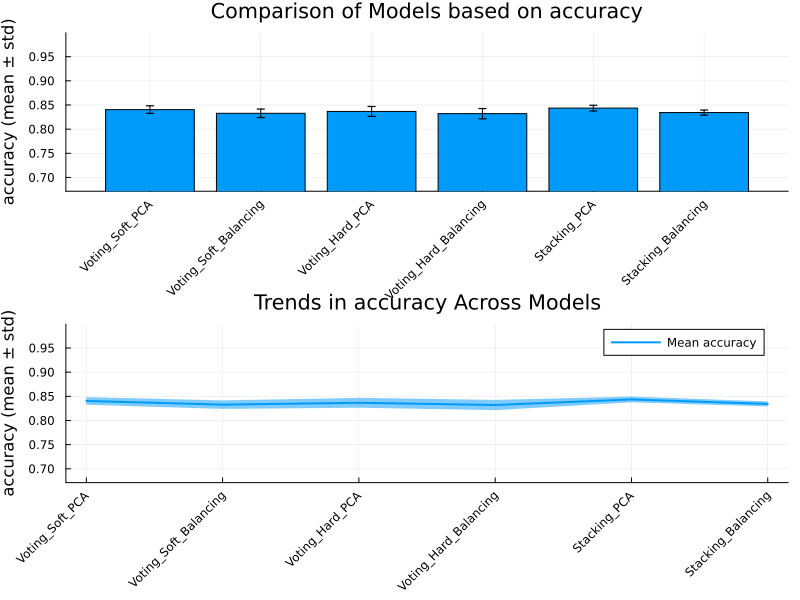 Comparison of Models based on accuracy
accuracy (mean ± std)
0.95
0.90
0.85
0.80
0.75
0.70
Voting_Soft_PCA
Voting_Soft_Balancing
Voting_Hard_PCA
Voting_Hard_Balancing
Stacking_PCA
Stacking_Balancing
Trends in accuracy Across Models
accuracy (mean ± std)
Mean accuracy
0.95
0.90
0.85
0.80
0.75
0.70
Voting_Soft_PCA
Voting_Soft_Balancing
Voting_Hard_PCA
Voting_Hard_Balancing
Stacking_PCA
Stacking_Balancing